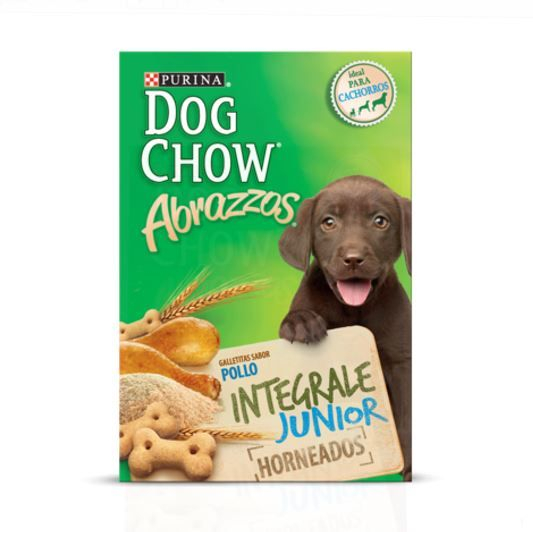 PURINA®
DOG
CHOW®
Abrazzos®
Ideal
PARA
CACHORROS
GALLETITAS SABOR
POLLO
INTEGRALE
JUNIOR
HORNEADOS